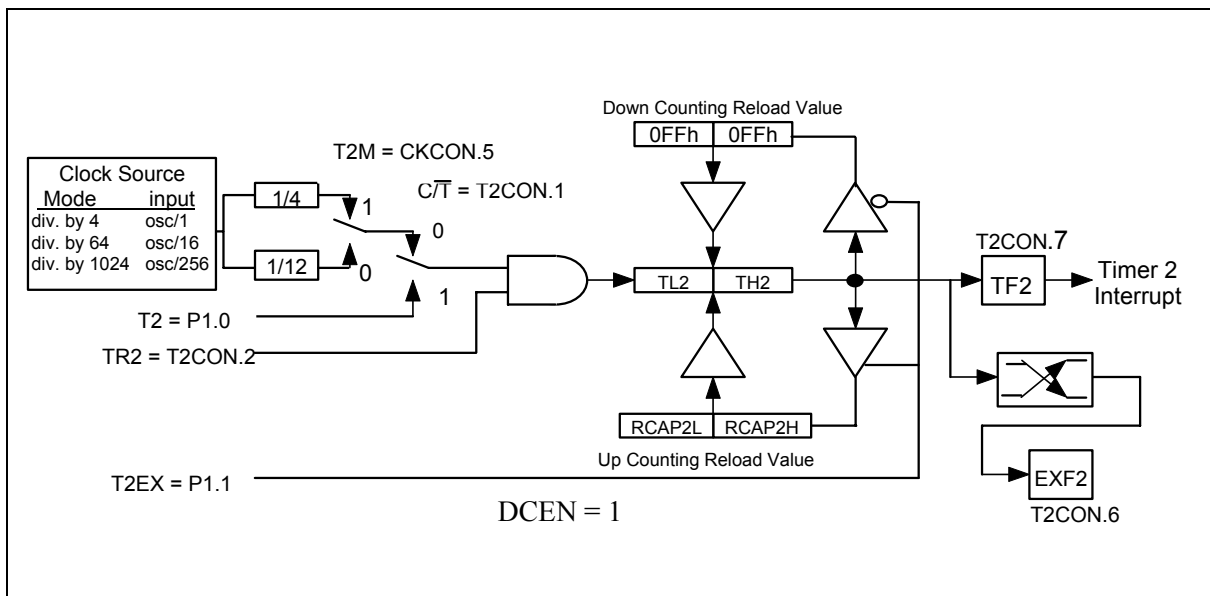 Down Counting Reload Value
0FFh 0FFh
T2M = CKCON.5
Clock Source
Mode input
div. by 4 osc/1
div. by 64 osc/16
div. by 1024 osc/256
1/4
1/12
1
0
C/T̅ = T2CON.1
0
1
T2 = P1.0
TR2 = T2CON.2
TL2 TH2
T2CON.7
TF2
Timer 2
Interrupt
RCAP2L RCAP2H
Up Counting Reload Value
T2EX = P1.1
DCEN = 1
EXF2
T2CON.6